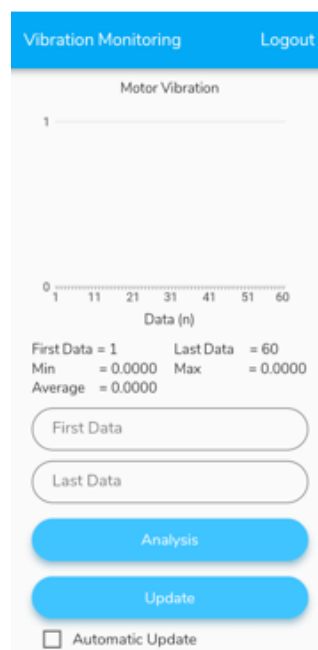 Vibration Monitoring Logout
Motor Vibration
1
0
1 11 21 31 41 51 60
Data (n)
First Data = 1 Last Data = 60
Min = 0.0000 Max = 0.0000
Average = 0.0000
First Data
Last Data
Analysis
Update
Automatic Update